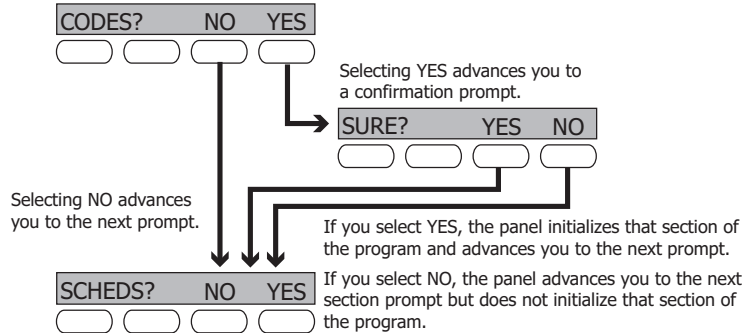 CODES? NO YES
Selecting YES advances you to
a confirmation prompt.
SURE? YES NO
Selecting NO advances
you to the next prompt.
If you select YES, the panel initializes that section of
the program and advances you to the next prompt.
SCHEDS? NO YES
If you select NO, the panel advances you to the next
section prompt but does not initialize that section of
the program.